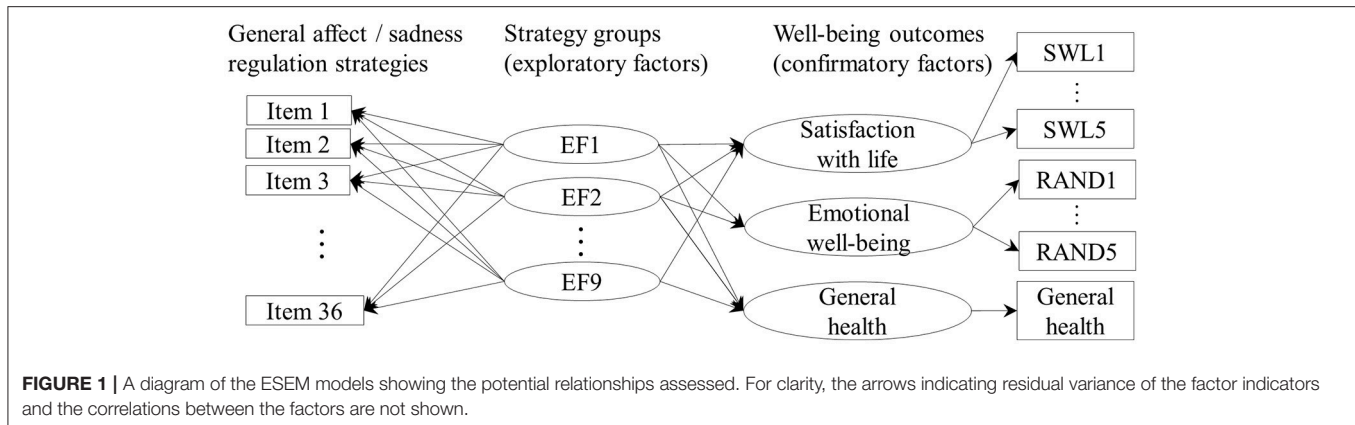 General affect / sadness
regulation strategies
Strategy groups
(exploratory factors)
Well-being outcomes
(confirmatory factors)
Item 1
Item 2
Item 3
⋮
Item 36
EF1
EF2
⋮
EF9
Satisfaction
with life
Emotional
well-being
General
health
SWL1
⋮
SWL5
RAND1
⋮
RAND5
General
health
FIGURE 1 | A diagram of the ESEM models showing the potential relationships assessed. For clarity, the arrows indicating residual variance of the factor indicators
and the correlations between the factors are not shown.